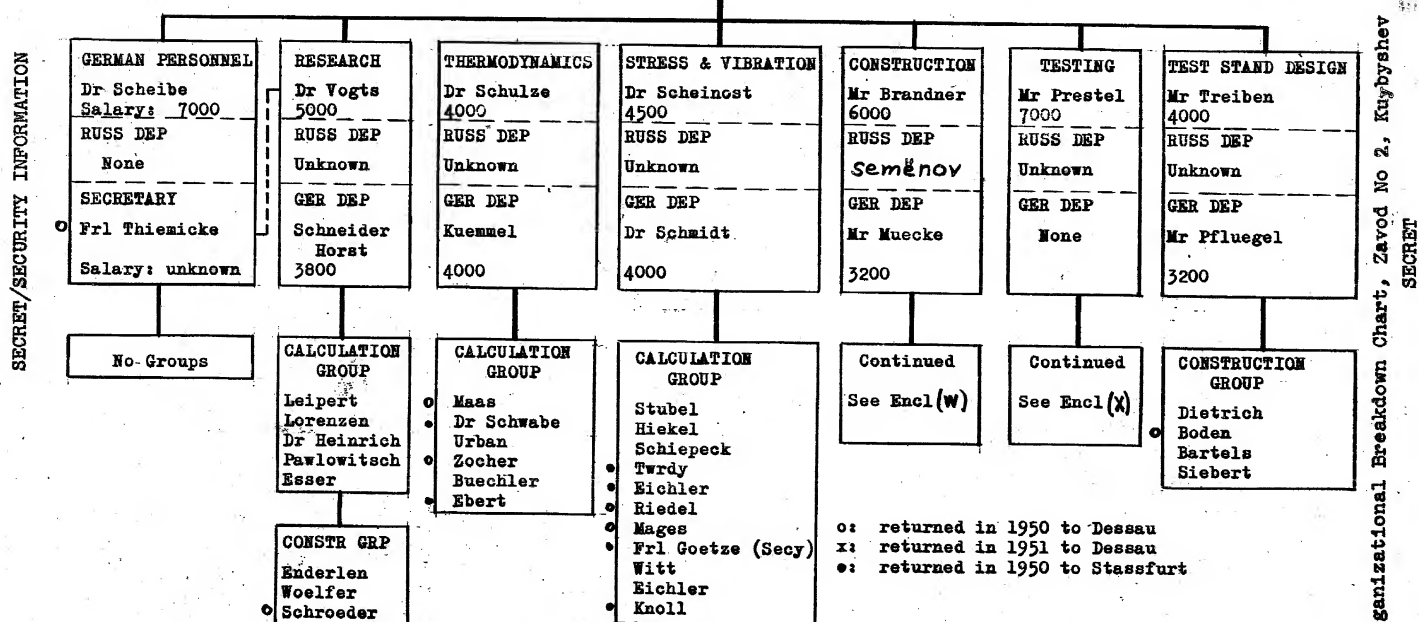 SECRET/SECURITY INFORMATION
GERMAN PERSONNEL
Dr Scheibe
Salary: 7000
RUSS DEP
None
SECRETARY
o Frl Thiemicke
Salary: unknown
No Groups
RESEARCH
Dr Vogts
5000
RUSS DEP
Unknown
GER DEP
Schneider
Horst
3800
CALCULATION
GROUP
Leipert
Lorenzen
Dr Heinrich
Pawlowitsch
Esser
CONSTR GRP
Enderlen
Woelfer
o Schroeder
THERMODYNAMICS
Dr Schulze
4000
RUSS DEP
Unknown
GER DEP
Kuemmel
4000
CALCULATION
GROUP
o Maas
• Dr Schwabe
Urban
o Zocher
Buechler
• Ebert
STRESS & VIBRATION
Dr Scheinost
4500
RUSS DEP
Unknown
GER DEP
Dr Schmidt
4000
CALCULATION
GROUP
Stubel
Hiekel
Schiepeck
• Twrdy
• Eichler
o Riedel
o Mages
• Frl Goetze (Secy)
Witt
Eichler
• Knoll
CONSTRUCTION
Mr Brandner
6000
RUSS DEP
Semënov
GER DEP
Mr Muecke
3200
Continued
See Encl (W)
TESTING
Mr Prestel
7000
RUSS DEP
Unknown
GER DEP
None
Continued
See Encl (X)
TEST STAND DESIGN
Mr Treiben
4000
RUSS DEP
Unknown
GER DEP
Mr Pfluegel
3200
CONSTRUCTION
GROUP
Dietrich
o Boden
Bartels
Siebert
o: returned in 1950 to Dessau
x: returned in 1951 to Dessau
•: returned in 1950 to Stassfurt
ganizational Breakdown Chart, Zavod No 2, Kuybyshev
SECRET